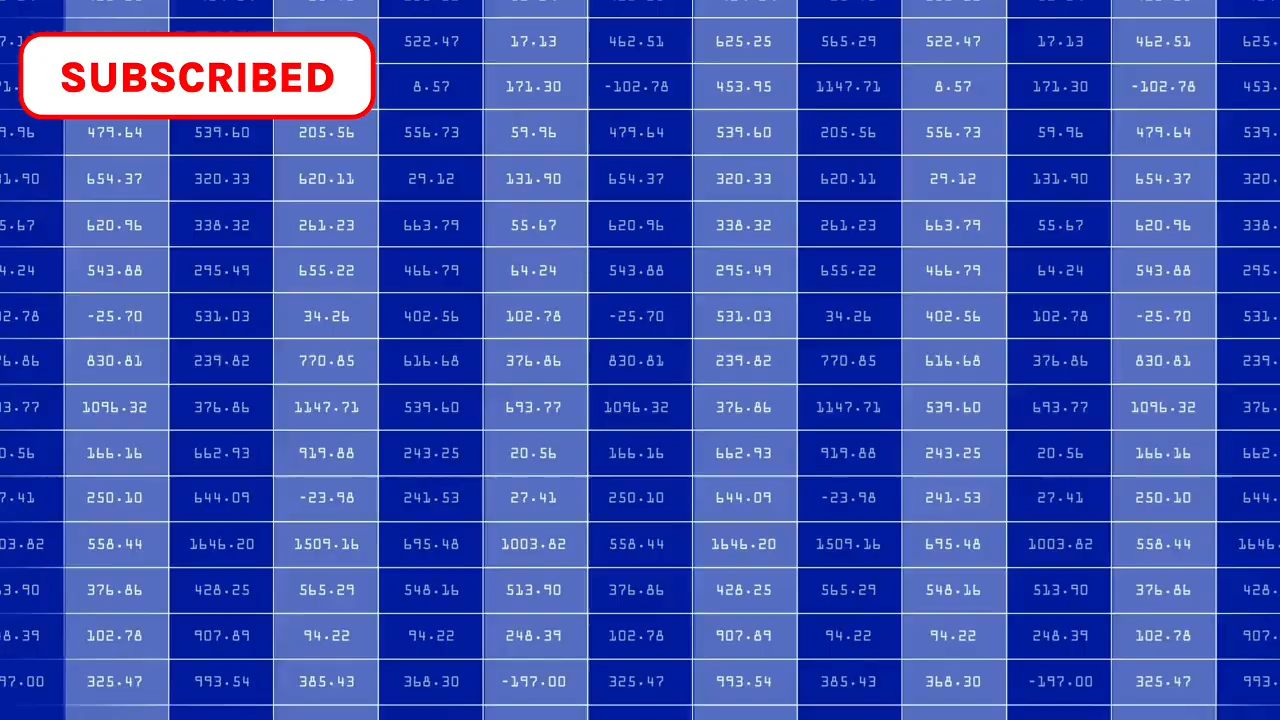 SUBSCRIBED
522.47 17.13 462.51 625.25 565.29 522.47 17.13 462.51
8.57 171.30 -102.78 453.95 1147.71 8.57 171.30 -102.78
479.64 539.60 205.56 556.73 59.96 479.64 539.60 205.56 556.73 59.96 479.64
654.37 320.33 620.11 29.12 131.90 654.37 320.33 620.11 29.12 131.90 654.37
620.96 338.32 261.23 663.79 55.67 620.96 338.32 261.23 663.79 55.67 620.96
543.88 295.49 655.22 466.79 64.24 543.88 295.49 655.22 466.79 64.24 543.88
-25.70 531.03 34.26 402.56 102.78 -25.70 531.03 34.26 402.56 102.78 -25.70
830.81 239.82 770.85 616.68 376.86 830.81 239.82 770.85 616.68 376.86 830.81
1096.32 376.86 1147.71 539.60 693.77 1096.32 376.86 1147.71 539.60 693.77 1096.32
166.16 662.93 919.88 243.25 20.56 166.16 662.93 919.88 243.25 20.56 166.16
250.10 644.09 -23.98 241.53 27.41 250.10 644.09 -23.98 241.53 27.41 250.10
558.44 1646.20 1509.16 695.48 1003.82 558.44 1646.20 1509.16 695.48 1003.82 558.44
376.86 428.25 565.29 548.16 513.90 376.86 428.25 565.29 548.16 513.90 376.86
102.78 907.89 94.22 94.22 248.39 102.78 907.89 94.22 94.22 248.39 102.78
325.47 993.54 385.43 368.30 -197.00 325.47 993.54 385.43 368.30 -197.00 325.47